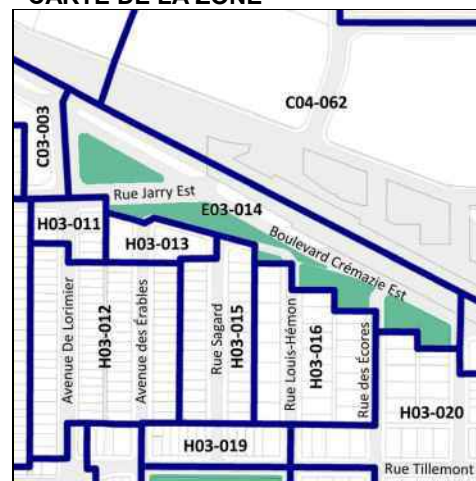 CARTE DE LA ZONE
C04-062
C03-003
Rue Jarry Est
E03-014
H03-011
H03-013
Boulevard Crémazie Est
Avenue De Lorimier
H03-012
Avenue des Érables
Rue Sagard
H03-015
Rue Louis-Hémon
H03-016
Rue des Écores
H03-020
H03-019
Rue Tillemont